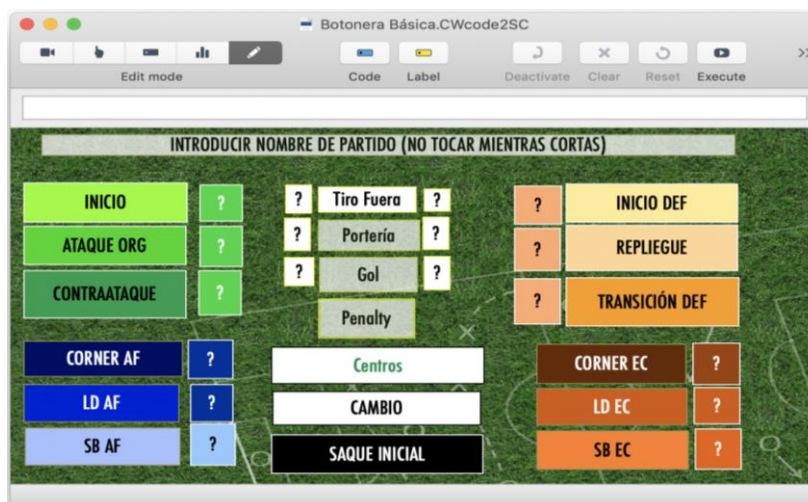 Botonera Básica.CWcode2SC
Edit mode Code Label Deactivate Clear Reset Execute >>
INTRODUCIR NOMBRE DE PARTIDO (NO TOCAR MIENTRAS CORTAS)
INICIO ? ? Tiro Fuera ? ? INICIO DEF
ATAQUE ORG ? ? Portería ? ? REPLIEGUE
CONTRAATAQUE ? ? Gol ? ? TRANSICIÓN DEF
Penalty
CORNER AF ? Centros CORNER EC ?
LD AF ? CAMBIO LD EC ?
SB AF ? SAQUE INICIAL SB EC ?